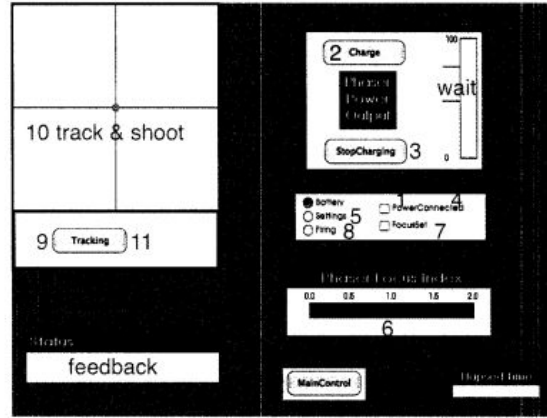 10 track & shoot
9 Tracking 11
Status
feedback
2 Charge
100
Phaser
Power
Output
wait
StopCharging 3
0
1 4
Battery PowerConnected
Settings 5
FocusSet
Firing 8 7
Phaser Focus Index
0.0 0.5 1.0 1.5 2.0
6
MainControl
Elapsed time